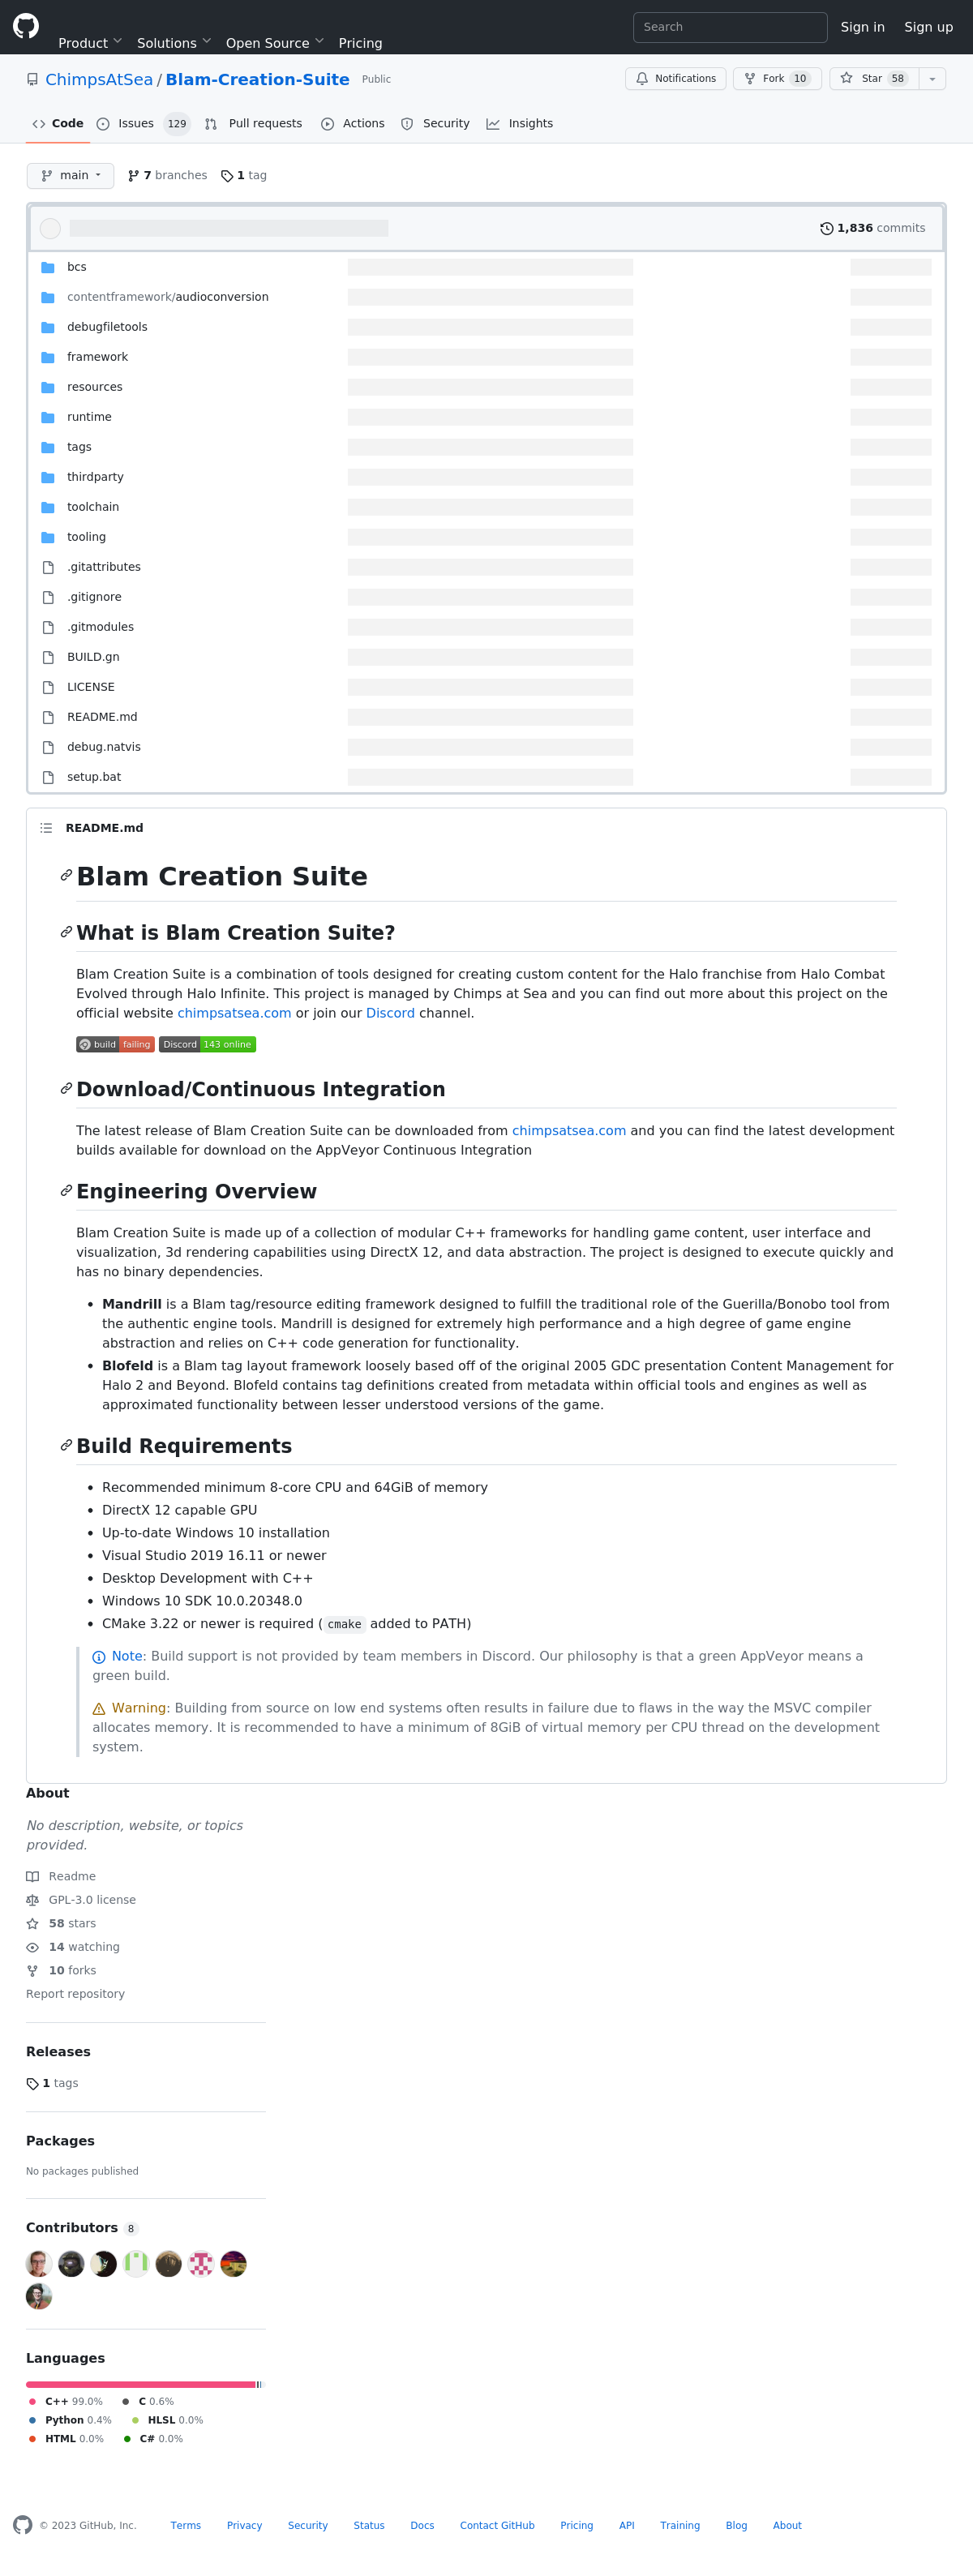 Product Solutions Open Source Pricing Search Sign in Sign up
ChimpsAtSea / Blam-Creation-Suite Public Notifications Fork 10 Star 58
Code Issues 129 Pull requests Actions Security Insights
main 7 branches 1 tag
1,836 commits
bcs
contentframework/audioconversion
debugfiletools
framework
resources
runtime
tags
thirdparty
toolchain
tooling
.gitattributes
.gitignore
.gitmodules
BUILD.gn
LICENSE
README.md
debug.natvis
setup.bat
README.md
Blam Creation Suite
What is Blam Creation Suite?
Blam Creation Suite is a combination of tools designed for creating custom content for the Halo franchise from Halo Combat
Evolved through Halo Infinite. This project is managed by Chimps at Sea and you can find out more about this project on the
official website chimpsatsea.com or join our Discord channel.
build failing Discord 143 online
Download/Continuous Integration
The latest release of Blam Creation Suite can be downloaded from chimpsatsea.com and you can find the latest development
builds available for download on the AppVeyor Continuous Integration
Engineering Overview
Blam Creation Suite is made up of a collection of modular C++ frameworks for handling game content, user interface and
visualization, 3d rendering capabilities using DirectX 12, and data abstraction. The project is designed to execute quickly and
has no binary dependencies.
• Mandrill is a Blam tag/resource editing framework designed to fulfill the traditional role of the Guerilla/Bonobo tool from
the authentic engine tools. Mandrill is designed for extremely high performance and a high degree of game engine
abstraction and relies on C++ code generation for functionality.
• Blofeld is a Blam tag layout framework loosely based off of the original 2005 GDC presentation Content Management for
Halo 2 and Beyond. Blofeld contains tag definitions created from metadata within official tools and engines as well as
approximated functionality between lesser understood versions of the game.
Build Requirements
• Recommended minimum 8-core CPU and 64GiB of memory
• DirectX 12 capable GPU
• Up-to-date Windows 10 installation
• Visual Studio 2019 16.11 or newer
• Desktop Development with C++
• Windows 10 SDK 10.0.20348.0
• CMake 3.22 or newer is required ( cmake added to PATH)
Note: Build support is not provided by team members in Discord. Our philosophy is that a green AppVeyor means a
green build.
Warning: Building from source on low end systems often results in failure due to flaws in the way the MSVC compiler
allocates memory. It is recommended to have a minimum of 8GiB of virtual memory per CPU thread on the development
system.
About
No description, website, or topics
provided.
Readme
GPL-3.0 license
58 stars
14 watching
10 forks
Report repository
Releases
1 tags
Packages
No packages published
Contributors 8
Languages
C++ 99.0% C 0.6%
Python 0.4% HLSL 0.0%
HTML 0.0% C# 0.0%
© 2023 GitHub, Inc. Terms Privacy Security Status Docs Contact GitHub Pricing API Training Blog About